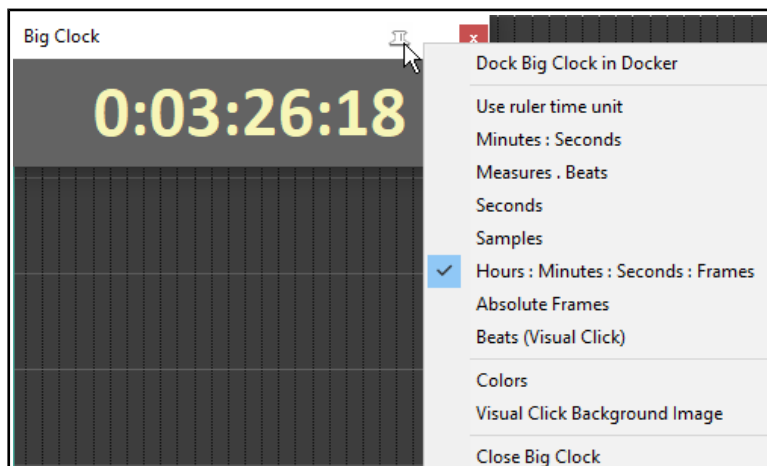 Big Clock
x
0:03:26:18
Dock Big Clock in Docker
Use ruler time unit
Minutes : Seconds
Measures . Beats
Seconds
Samples
Hours : Minutes : Seconds : Frames
Absolute Frames
Beats (Visual Click)
Colors
Visual Click Background Image
Close Big Clock